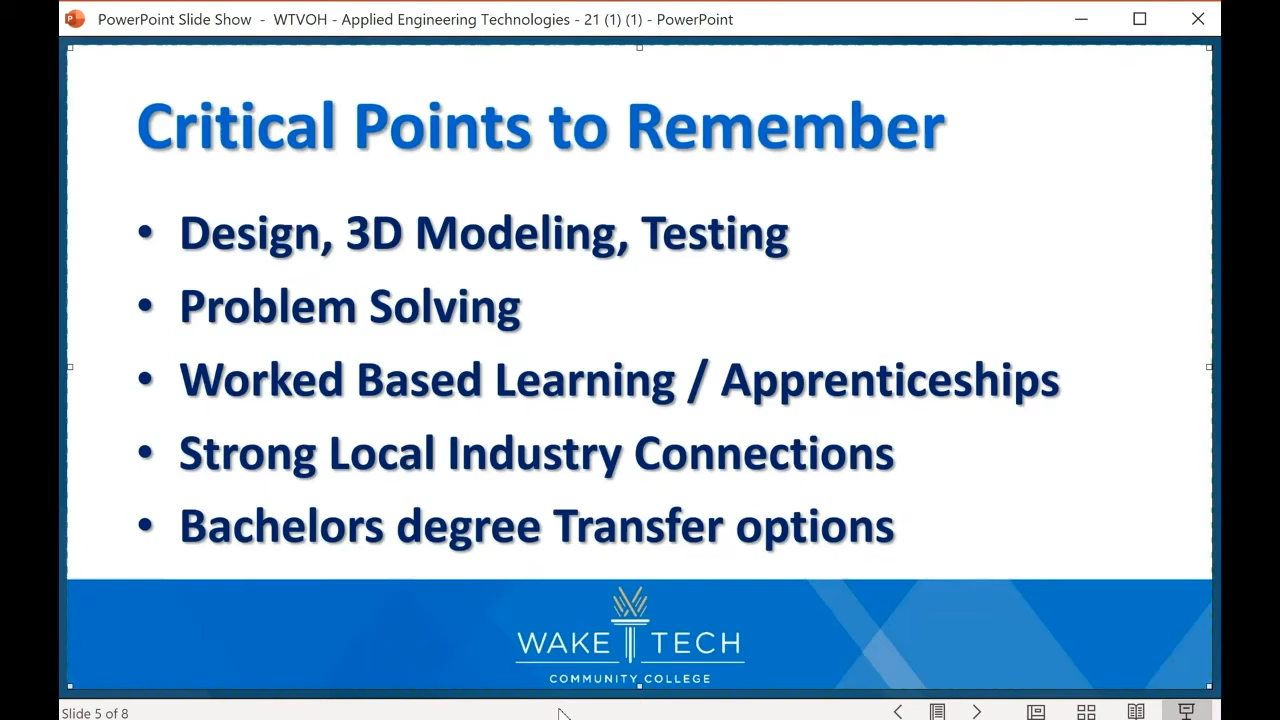 PowerPoint Slide Show - WTVOH - Applied Engineering Technologies - 21 (1) (1) - PowerPoint
Critical Points to Remember
• Design, 3D Modeling, Testing
• Problem Solving
• Worked Based Learning / Apprenticeships
• Strong Local Industry Connections
• Bachelors degree Transfer options
WAKE TECH
COMMUNITY COLLEGE
Slide 5 of 8